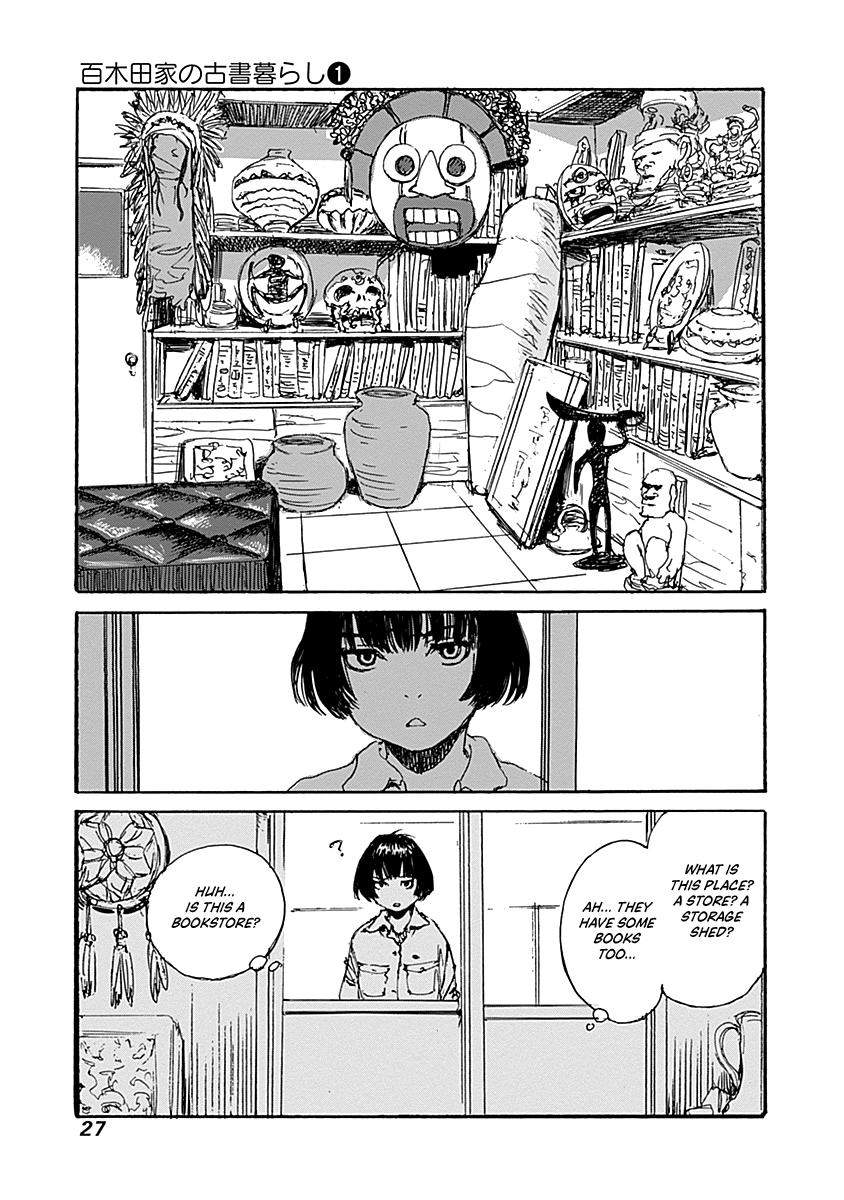 百木田家の古書暮らし❶
WHAT IS
THIS PLACE?
A STORE? A
STORAGE
SHED?
AH... THEY
HAVE SOME
BOOKS
TOO...
?
HUH...
IS THIS A
BOOKSTORE?
27